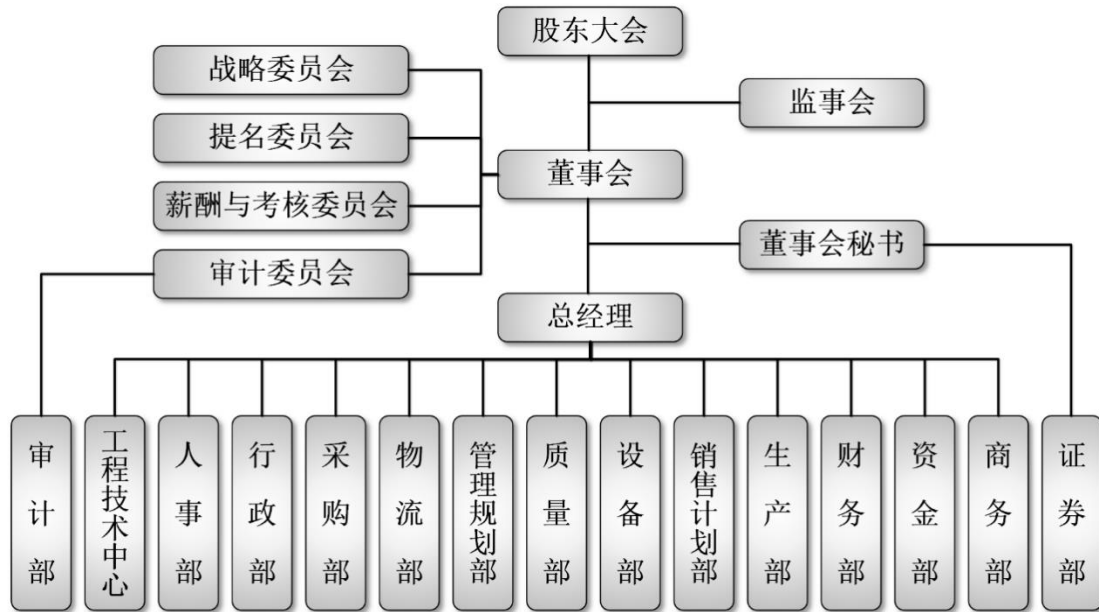 股东大会
战略委员会
监事会
提名委员会
董事会
薪酬与考核委员会
董事会秘书
审计委员会
总经理
审计部
工程技术中心
人事部
行政部
采购部
物流部
管理规划部
质量部
设备部
销售计划部
生产部
财务部
资金部
商务部
证券部